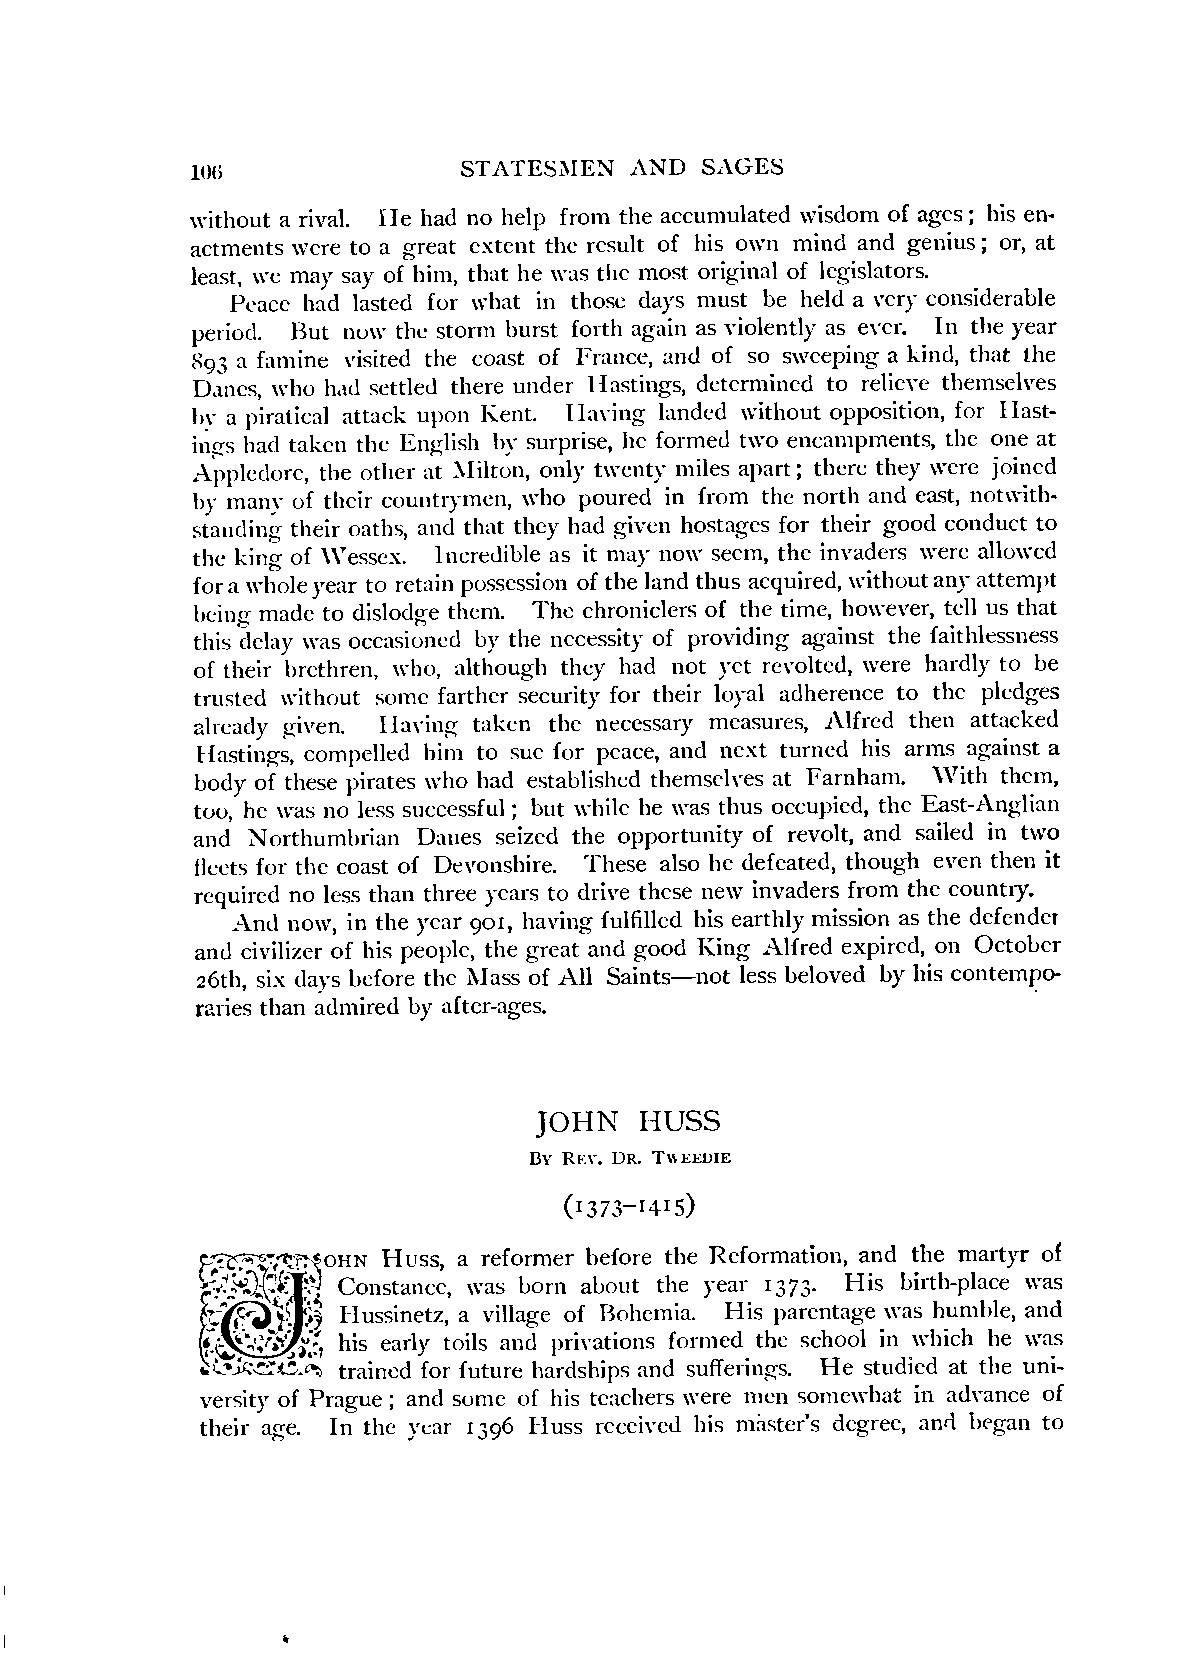 106 STATESMEN AND SAGES
without a rival. He had no help from the accumulated wisdom of ages; his en-
actments were to a great extent the result of his own mind and genius; or, at
least, we may say of him, that he was the most original of legislators.
Peace had lasted for what in those days must be held a very considerable
period. But now the storm burst forth again as violently as ever. In the year
893 a famine visited the coast of France, and of so sweeping a kind, that the
Danes, who had settled there under Hastings, determined to relieve themselves
by a piratical attack upon Kent. Having landed without opposition, for Hast-
ings had taken the English by surprise, he formed two encampments, the one at
Appledore, the other at Milton, only twenty miles apart; there they were joined
by many of their countrymen, who poured in from the north and east, notwith-
standing their oaths, and that they had given hostages for their good conduct to
the king of Wessex. Incredible as it may now seem, the invaders were allowed
for a whole year to retain possession of the land thus acquired, without any attempt
being made to dislodge them. The chroniclers of the time, however, tell us that
this delay was occasioned by the necessity of providing against the faithlessness
of their brethren, who, although they had not yet revolted, were hardly to be
trusted without some farther security for their loyal adherence to the pledges
already given. Having taken the necessary measures, Alfred then attacked
Hastings, compelled him to sue for peace, and next turned his arms against a
body of these pirates who had established themselves at Farnham. With them,
too, he was no less successful; but while he was thus occupied, the East-Anglian
and Northumbrian Danes seized the opportunity of revolt, and sailed in two
fleets for the coast of Devonshire. These also he defeated, though even then it
required no less than three years to drive these new invaders from the country.
And now, in the year 901, having fulfilled his earthly mission as the defender
and civilizer of his people, the great and good King Alfred expired, on October
26th, six days before the Mass of All Saints—not less beloved by his contempo-
raries than admired by after-ages.
JOHN HUSS
BY REV. DR. TWEEDIE
(1373–1415)
JOHN HUSS, a reformer before the Reformation, and the martyr of
Constance, was born about the year 1373. His birth-place was
Hussinetz, a village of Bohemia. His parentage was humble, and
his early toils and privations formed the school in which he was
trained for future hardships and sufferings. He studied at the uni-
versity of Prague; and some of his teachers were men somewhat in advance of
their age. In the year 1396 Huss received his master's degree, and began to